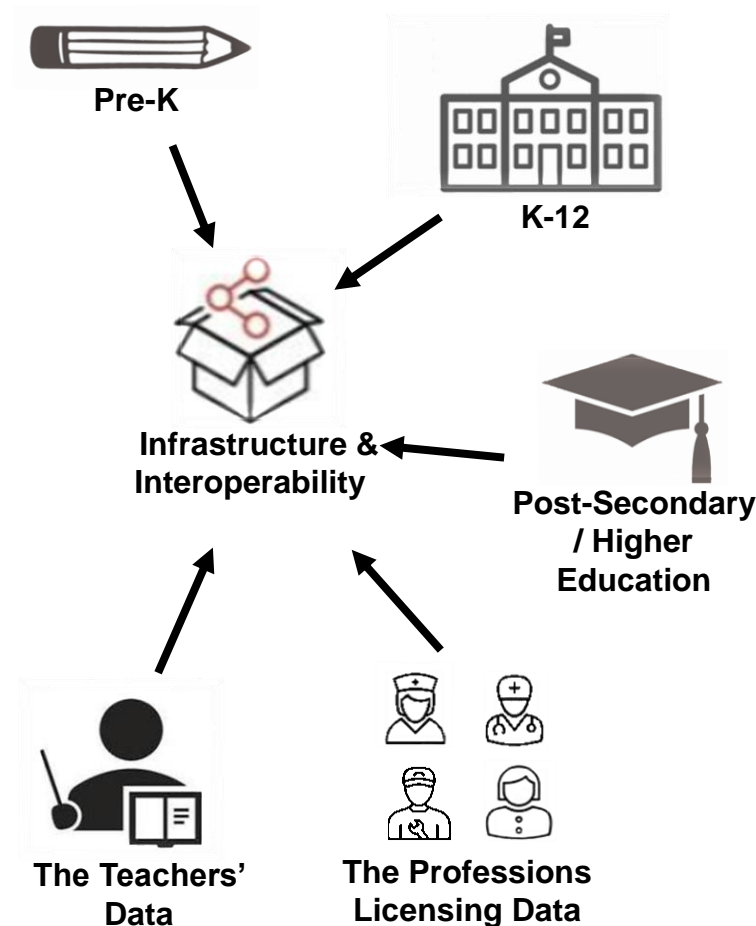 Pre-K
K-12
Infrastructure &
Interoperability
Post-Secondary
/ Higher
Education
The Teachers’
Data
The Professions
Licensing Data